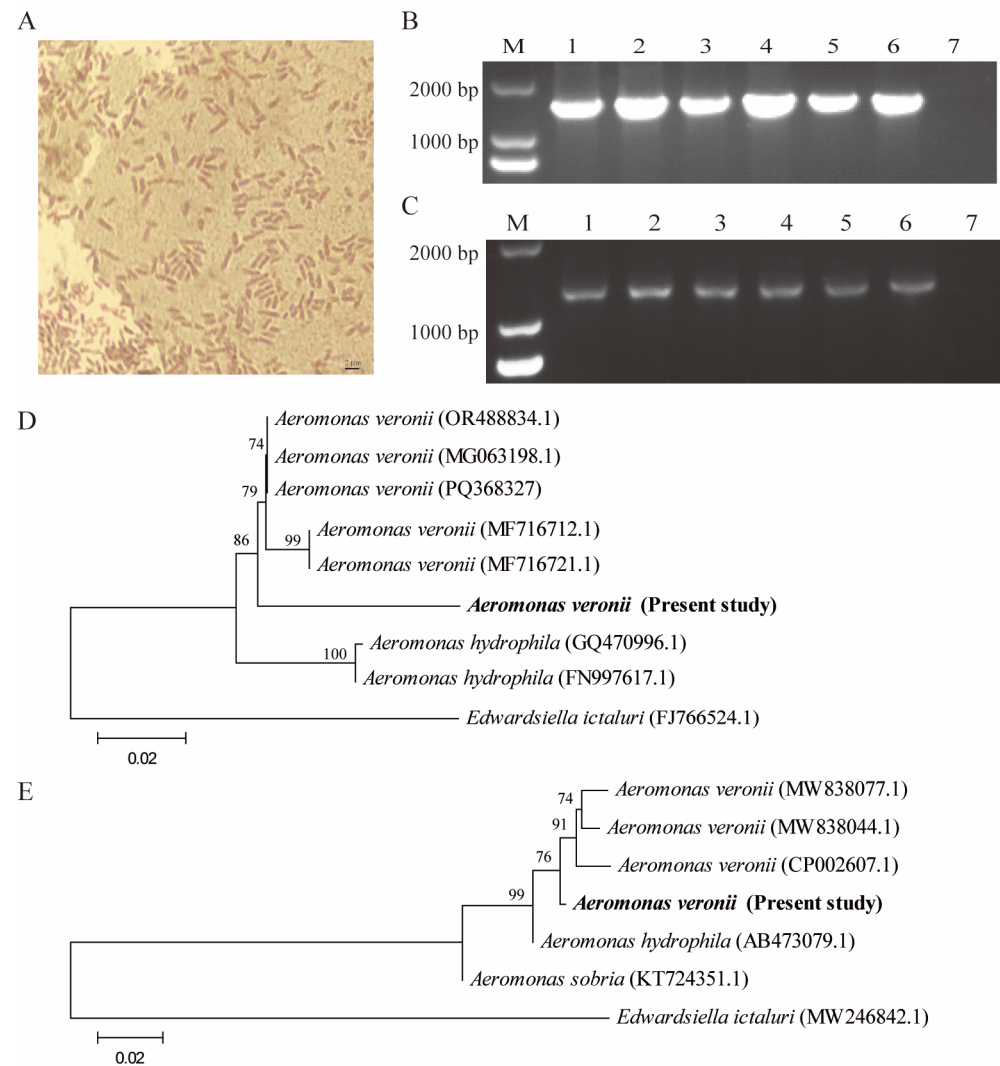 A
2 µm
B
M 1 2 3 4 5 6 7
2000 bp
1000 bp
C
M 1 2 3 4 5 6 7
2000 bp
1000 bp
D
Aeromonas veronii (OR488834.1)
74
Aeromonas veronii (MG063198.1)
79
Aeromonas veronii (PQ368327)
Aeromonas veronii (MF716712.1)
86 99
Aeromonas veronii (MF716721.1)
Aeromonas veronii (Present study)
Aeromonas hydrophila (GQ470996.1)
100
Aeromonas hydrophila (FN997617.1)
Edwardsiella ictaluri (FJ766524.1)
0.02
E
Aeromonas veronii (MW838077.1)
74
Aeromonas veronii (MW838044.1)
91
Aeromonas veronii (CP002607.1)
76
Aeromonas veronii (Present study)
99
Aeromonas hydrophila (AB473079.1)
Aeromonas sobria (KT724351.1)
Edwardsiella ictaluri (MW246842.1)
0.02